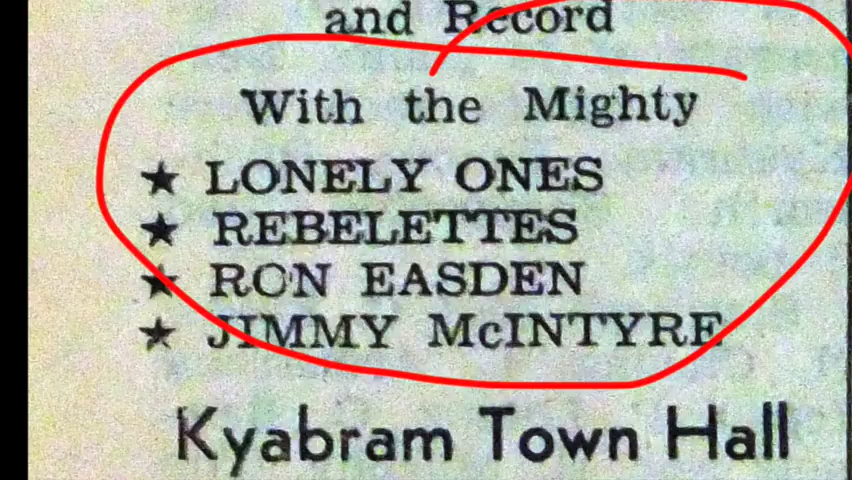 and Record
With the Mighty
★ LONELY ONES
★ REBELETTES
★ RON EASDEN
★ JIMMY McINTYRE
Kyabram Town Hall